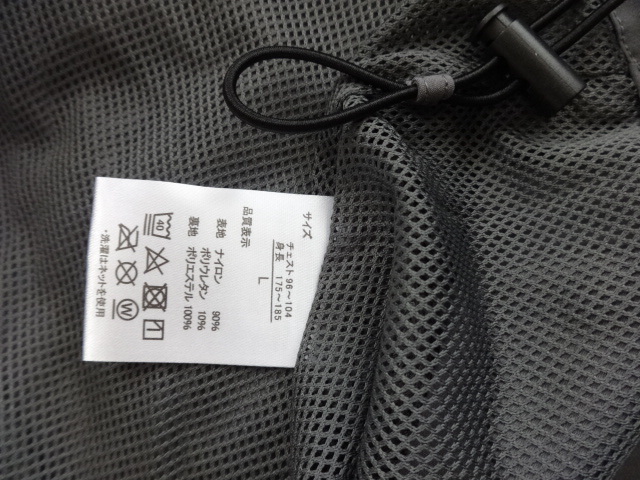 サイズ
チェスト 96～104
身長 175～185
L
品質表示
表地 ナイロン 90%
ポリウレタン 10%
裏地 ポリエステル 100%
40
W
・洗濯はネットを使用。